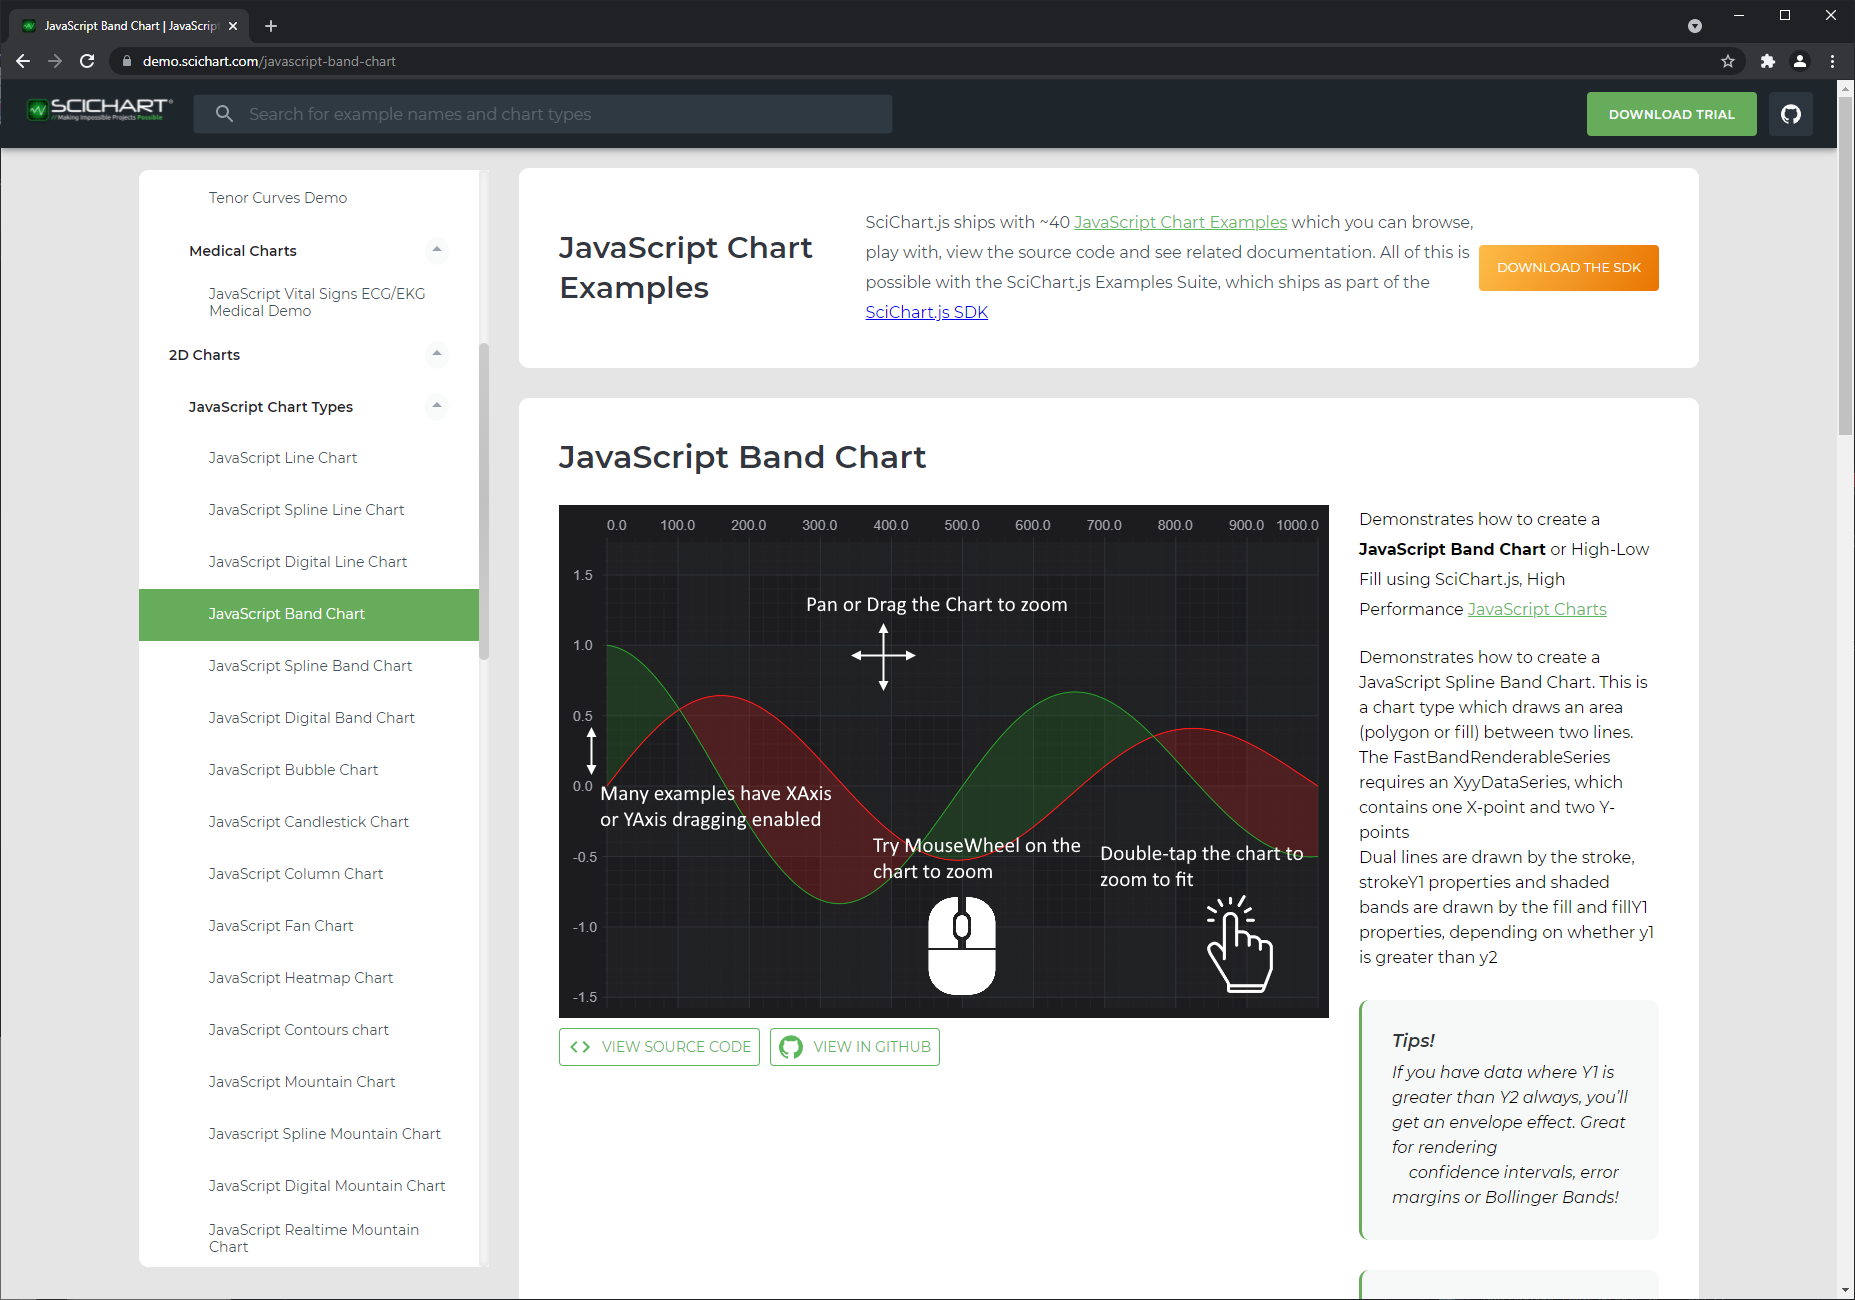 JavaScript Band Chart | JavaScrip
demo.scichart.com/javascript-band-chart
SCICHART
Making Impossible Projects Possible
Search for example names and chart types
DOWNLOAD TRIAL
Tenor Curves Demo
Medical Charts
JavaScript Vital Signs ECG/EKG
Medical Demo
2D Charts
JavaScript Chart Types
JavaScript Line Chart
JavaScript Spline Line Chart
JavaScript Digital Line Chart
JavaScript Band Chart
JavaScript Spline Band Chart
JavaScript Digital Band Chart
JavaScript Bubble Chart
JavaScript Candlestick Chart
JavaScript Column Chart
JavaScript Fan Chart
JavaScript Heatmap Chart
JavaScript Contours chart
JavaScript Mountain Chart
Javascript Spline Mountain Chart
JavaScript Digital Mountain Chart
JavaScript Realtime Mountain
Chart
JavaScript Chart
Examples
SciChart.js ships with ~40 JavaScript Chart Examples which you can browse,
play with, view the source code and see related documentation. All of this is
possible with the SciChart.js Examples Suite, which ships as part of the
SciChart.js SDK
DOWNLOAD THE SDK
JavaScript Band Chart
0.0 100.0 200.0 300.0 400.0 500.0 600.0 700.0 800.0 900.0 1000.0
1.5
1.0
0.5
0.0
-0.5
-1.0
-1.5
Pan or Drag the Chart to zoom
Many examples have XAxis
or YAxis dragging enabled
Try MouseWheel on the
chart to zoom
Double-tap the chart to
zoom to fit
VIEW SOURCE CODE
VIEW IN GITHUB
Demonstrates how to create a
JavaScript Band Chart or High-Low
Fill using SciChart.js, High
Performance JavaScript Charts
Demonstrates how to create a
JavaScript Spline Band Chart. This is
a chart type which draws an area
(polygon or fill) between two lines.
The FastBandRenderableSeries
requires an XyyDataSeries, which
contains one X-point and two Y-
points
Dual lines are drawn by the stroke,
strokeY1 properties and shaded
bands are drawn by the fill and fillY1
properties, depending on whether y1
is greater than y2
Tips!
If you have data where Y1 is
greater than Y2 always, you'll
get an envelope effect. Great
for rendering
confidence intervals, error
margins or Bollinger Bands!